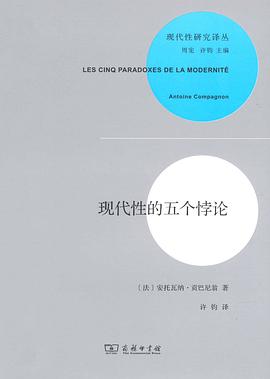 现代性研究译丛
周宪 许钧 主编
LES CINQ PARADOXES DE LA MODERNITÉ
Antoine Compagnon
现代性的五个悖论
〔法〕安托瓦纳·贡巴尼翁 著
许钧 译
商务印书馆
The Commercial Press